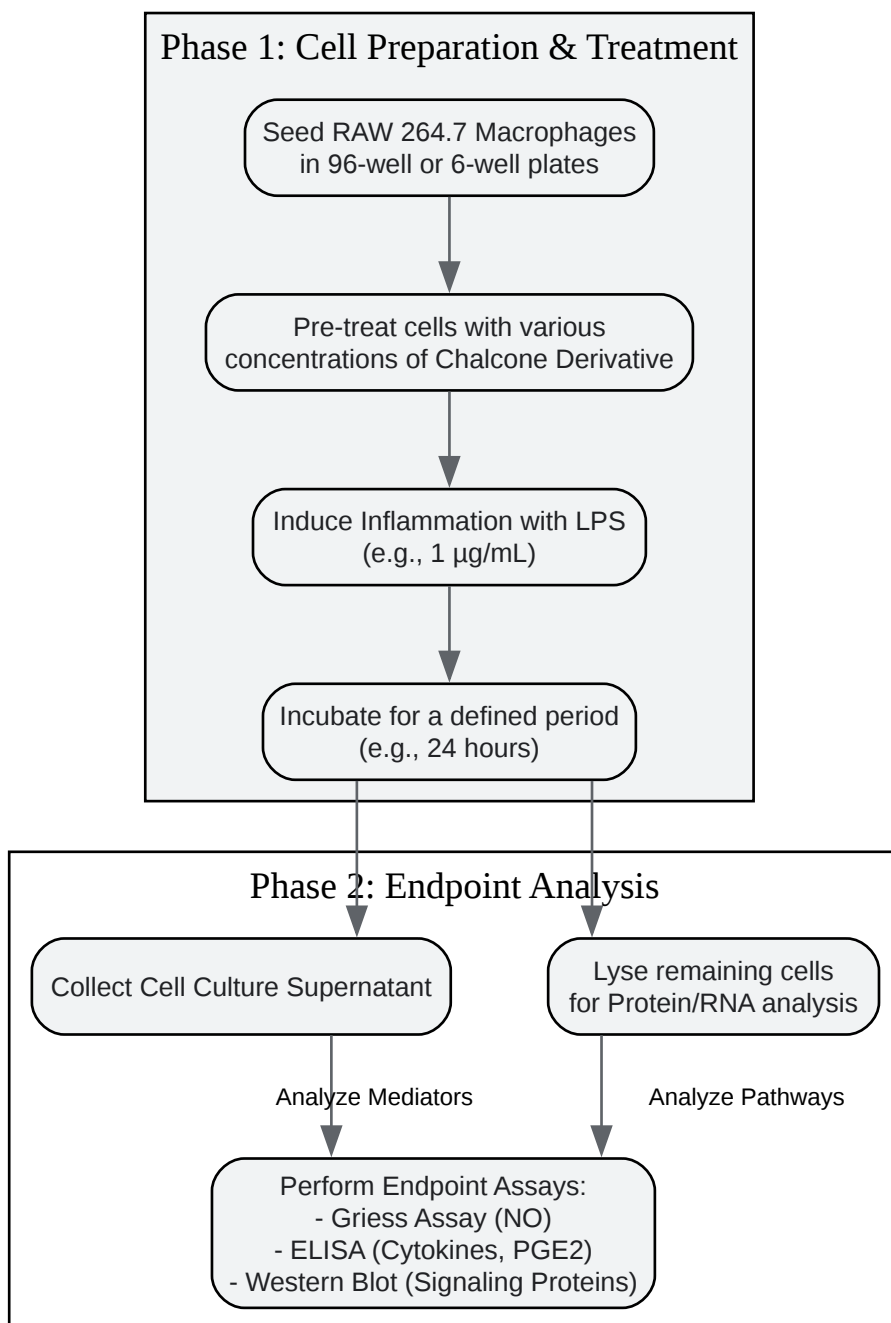 Phase 1: Cell Preparation & Treatment
Seed RAW 264.7 Macrophages
in 96-well or 6-well plates
Pre-treat cells with various
concentrations of Chalcone Derivative
Induce Inflammation with LPS
(e.g., 1 µg/mL)
Incubate for a defined period
(e.g., 24 hours)
Phase 2: Endpoint Analysis
Collect Cell Culture Supernatant
Lyse remaining cells
for Protein/RNA analysis
Analyze Mediators
Analyze Pathways
Perform Endpoint Assays:
- Griess Assay (NO)
- ELISA (Cytokines, PGE2)
- Western Blot (Signaling Proteins)